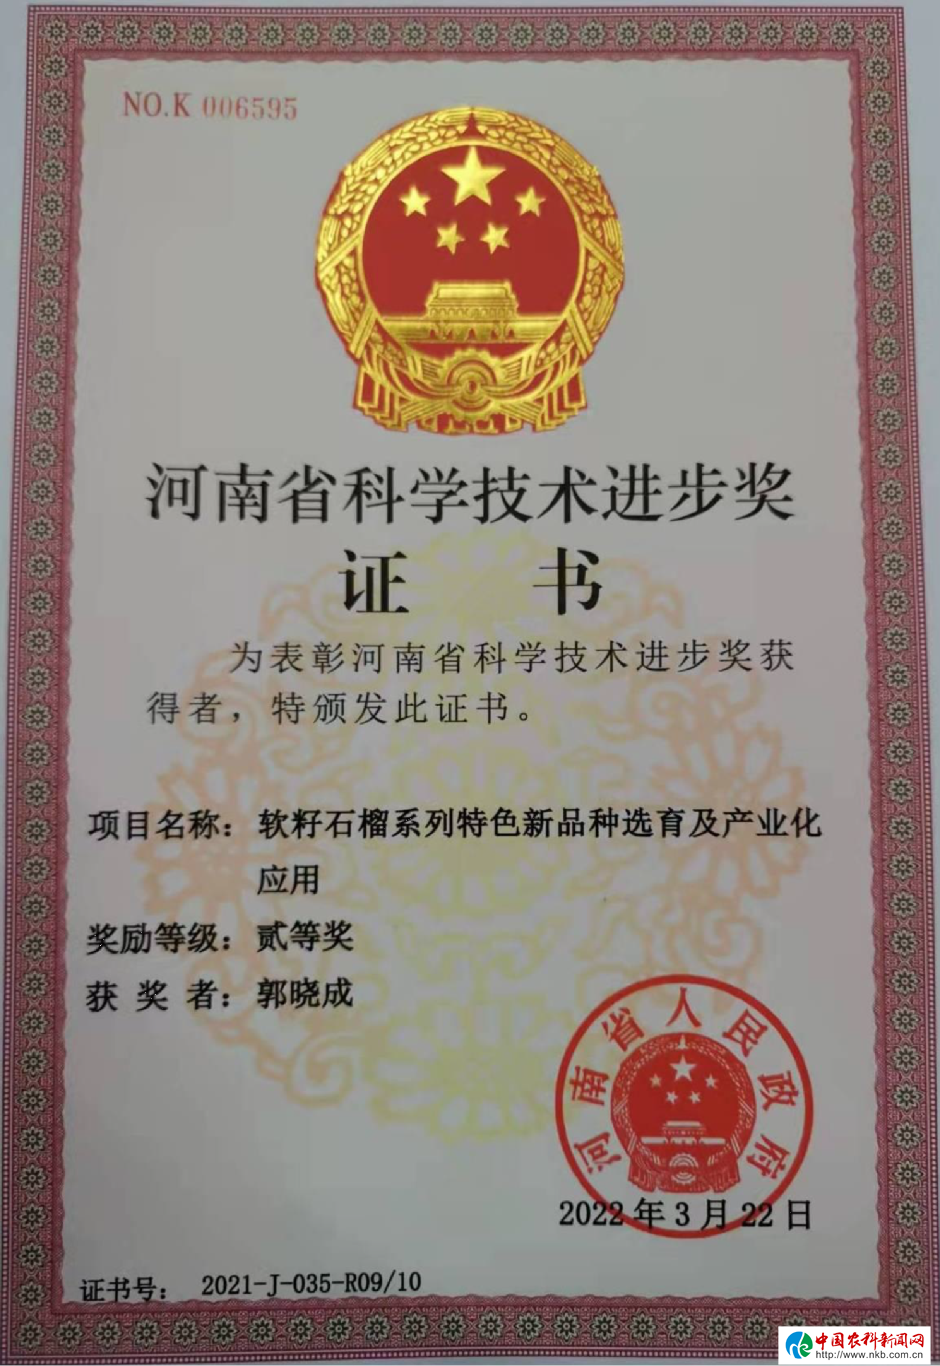 NO.K 006595
河南省科学技术进步奖
证 书
为表彰河南省科学技术进步奖获
得者，特颁发此证书。
项目名称：软籽石榴系列特色新品种选育及产业化
应用
奖励等级：贰等奖
获 奖 者：郭晓成
河南省人民政府
2022年3月22日
证书号： 2021-J-035-R09/10
中国农科新闻网
http://www.nkb.com.cn